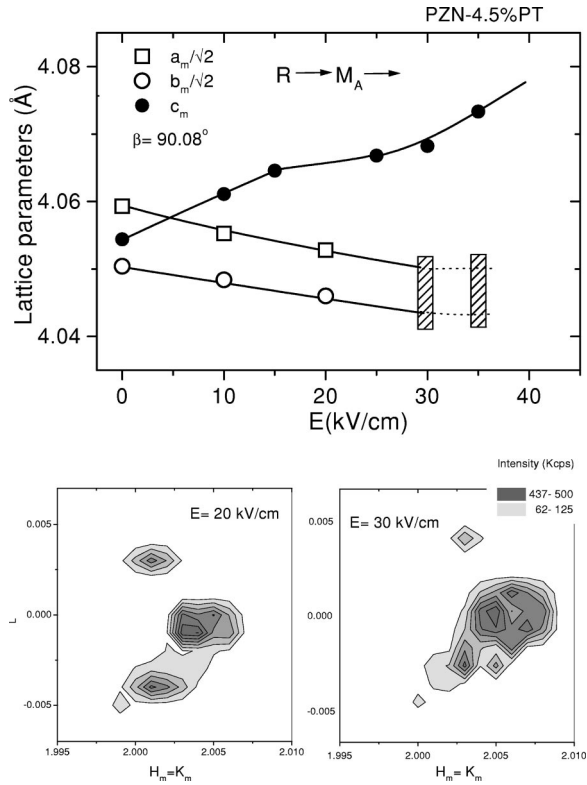 PZN-4.5%PT
a_m/√2
b_m/√2
c_m
β= 90.08°
R → M_A →
Lattice parameters (Å)
4.08
4.06
4.04
0 10 20 30 40
E(kV/cm)
Intensity (Kcps)
437- 500
62- 125
E= 20 kV/cm
0.005
0.000
-0.005
L
1.995 2.000 2.005 2.010
H_m=K_m
E= 30 kV/cm
0.005
0.000
-0.005
1.995 2.000 2.005 2.010
H_m= K_m